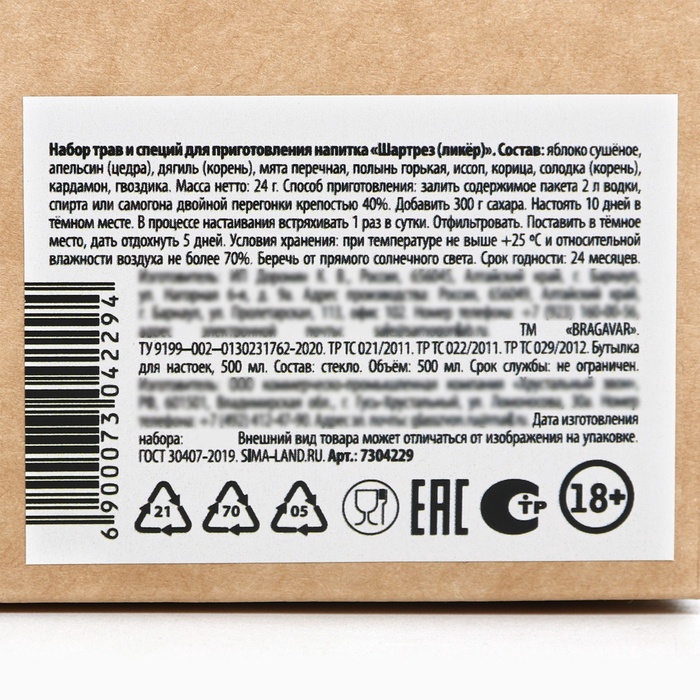 Набор трав и специй для приготовления напитка «Шартрез (ликёр)». Состав: яблоко сушёное,
апельсин (цедра), дягиль (корень), мята перечная, полынь горькая, иссоп, корица, солодка (корень),
кардамон, гвоздика. Масса нетто: 24 г. Способ приготовления: залить содержимое пакета 2 л водки,
спирта или самогона двойной перегонки крепостью 40%. Добавить 300 г сахара. Настоять 10 дней в
тёмном месте. В процессе настаивания встряхивать 1 раз в сутки. Отфильтровать. Поставить в тёмное
место, дать отдохнуть 5 дней. Условия хранения: при температуре не выше +25 ºС и относительной
влажности воздуха не более 70%. Беречь от прямого солнечного света. Срок годности: 24 месяцев.
ТМ «BRAGAVAR».
ТУ 9199–002–0130231762-2020. ТР ТС 021/2011. ТР ТС 022/2011. ТР ТС 029/2012. Бутылка
для настоек, 500 мл. Состав: стекло. Объём: 500 мл. Срок службы: не ограничен.
Дата изготовления
набора: Внешний вид товара может отличаться от изображения на упаковке.
ГОСТ 30407-2019. SIMA-LAND.RU. Арт.: 7304229
6 900073 042294
21 70 05 ЕАС СТР 18+